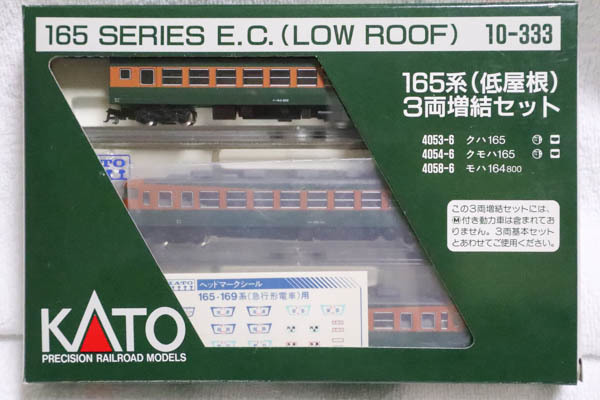 165 SERIES E.C.(LOW ROOF) 10-333
165系(低屋根)
3両増結セット
4053-6 クハ165
4054-6 クモハ165
4058-6 モハ164 800
この3両増結セットには、
Ⓜ付き動力車は含まれてお
りません。3両基本セット
とあわせてご使用ください。
ヘッドマークシール
165・169系(急行形電車)用
KATO
PRECISION RAILROAD MODELS